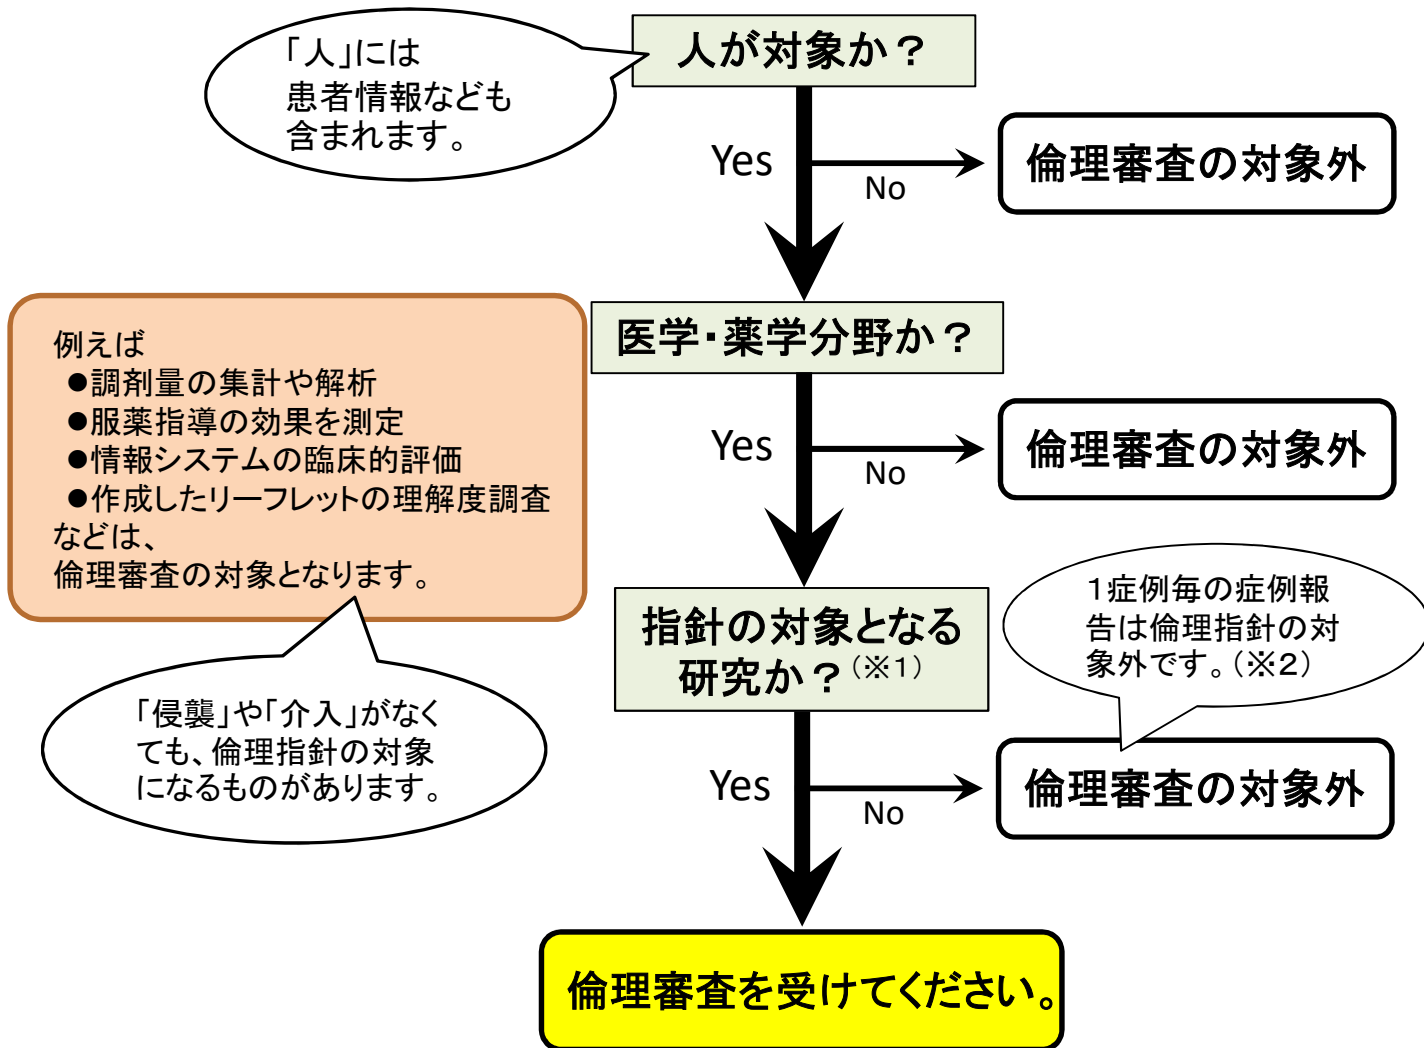 人が対象か？
「人」には
患者情報なども
含まれます。
Yes
No
倫理審査の対象外
医学・薬学分野か？
例えば
●調剤量の集計や解析
●服薬指導の効果を測定
●情報システムの臨床的評価
●作成したリーフレットの理解度調査
などは、
倫理審査の対象となります。
Yes
No
倫理審査の対象外
「侵襲」や「介入」がなく
ても、倫理指針の対象
になるものがあります。
指針の対象となる
研究か？（※１）
1症例毎の症例報
告は倫理指針の対
象外です。（※２）
Yes
No
倫理審査の対象外
倫理審査を受けてください。